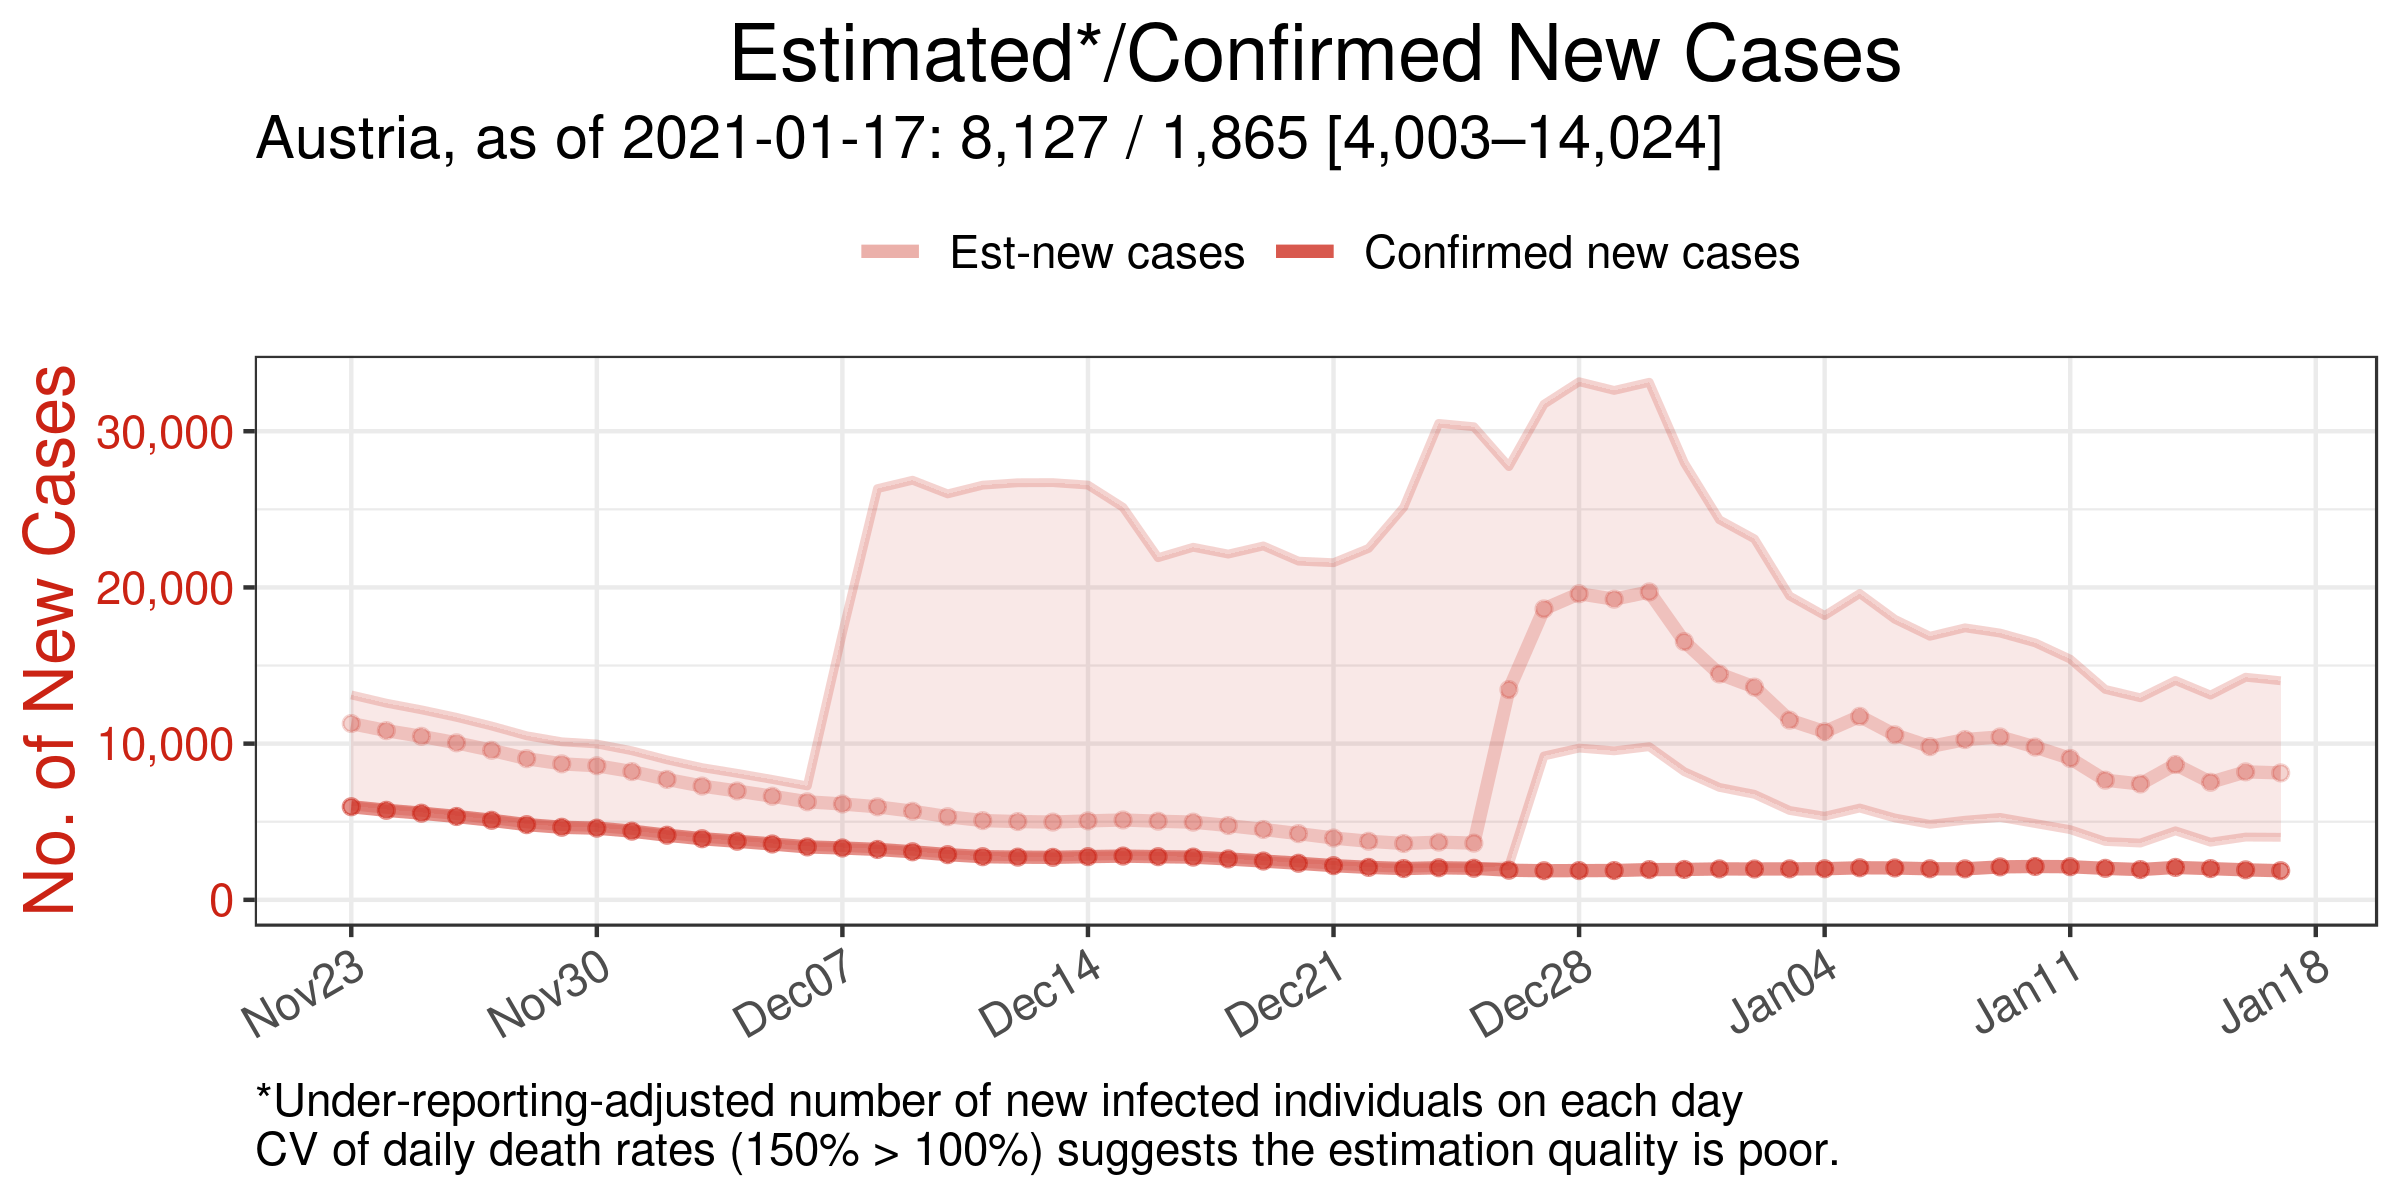 Estimated*/Confirmed New Cases
Austria, as of 2021-01-17: 8,127 / 1,865 [4,003–14,024]
Est-new cases Confirmed new cases
No. of New Cases
30,000
20,000
10,000
0
Nov23 Nov30 Dec07 Dec14 Dec21 Dec28 Jan04 Jan11 Jan18
*Under-reporting-adjusted number of new infected individuals on each day
CV of daily death rates (150% > 100%) suggests the estimation quality is poor.